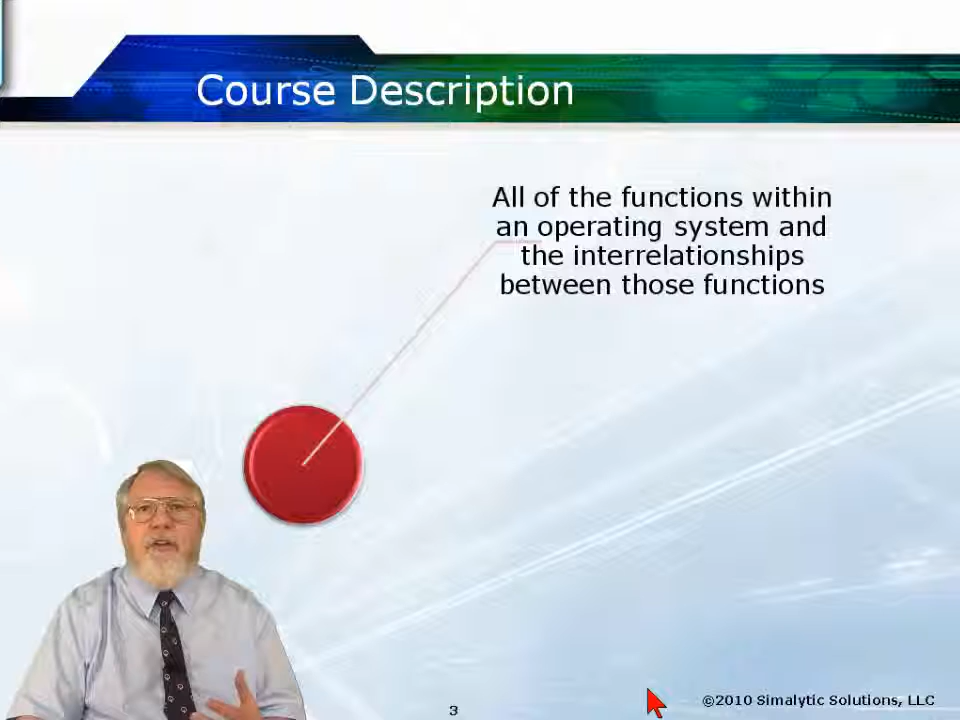 Course Description
All of the functions within
an operating system and
the interrelationships
between those functions
3
©2010 Simalytic Solutions, LLC